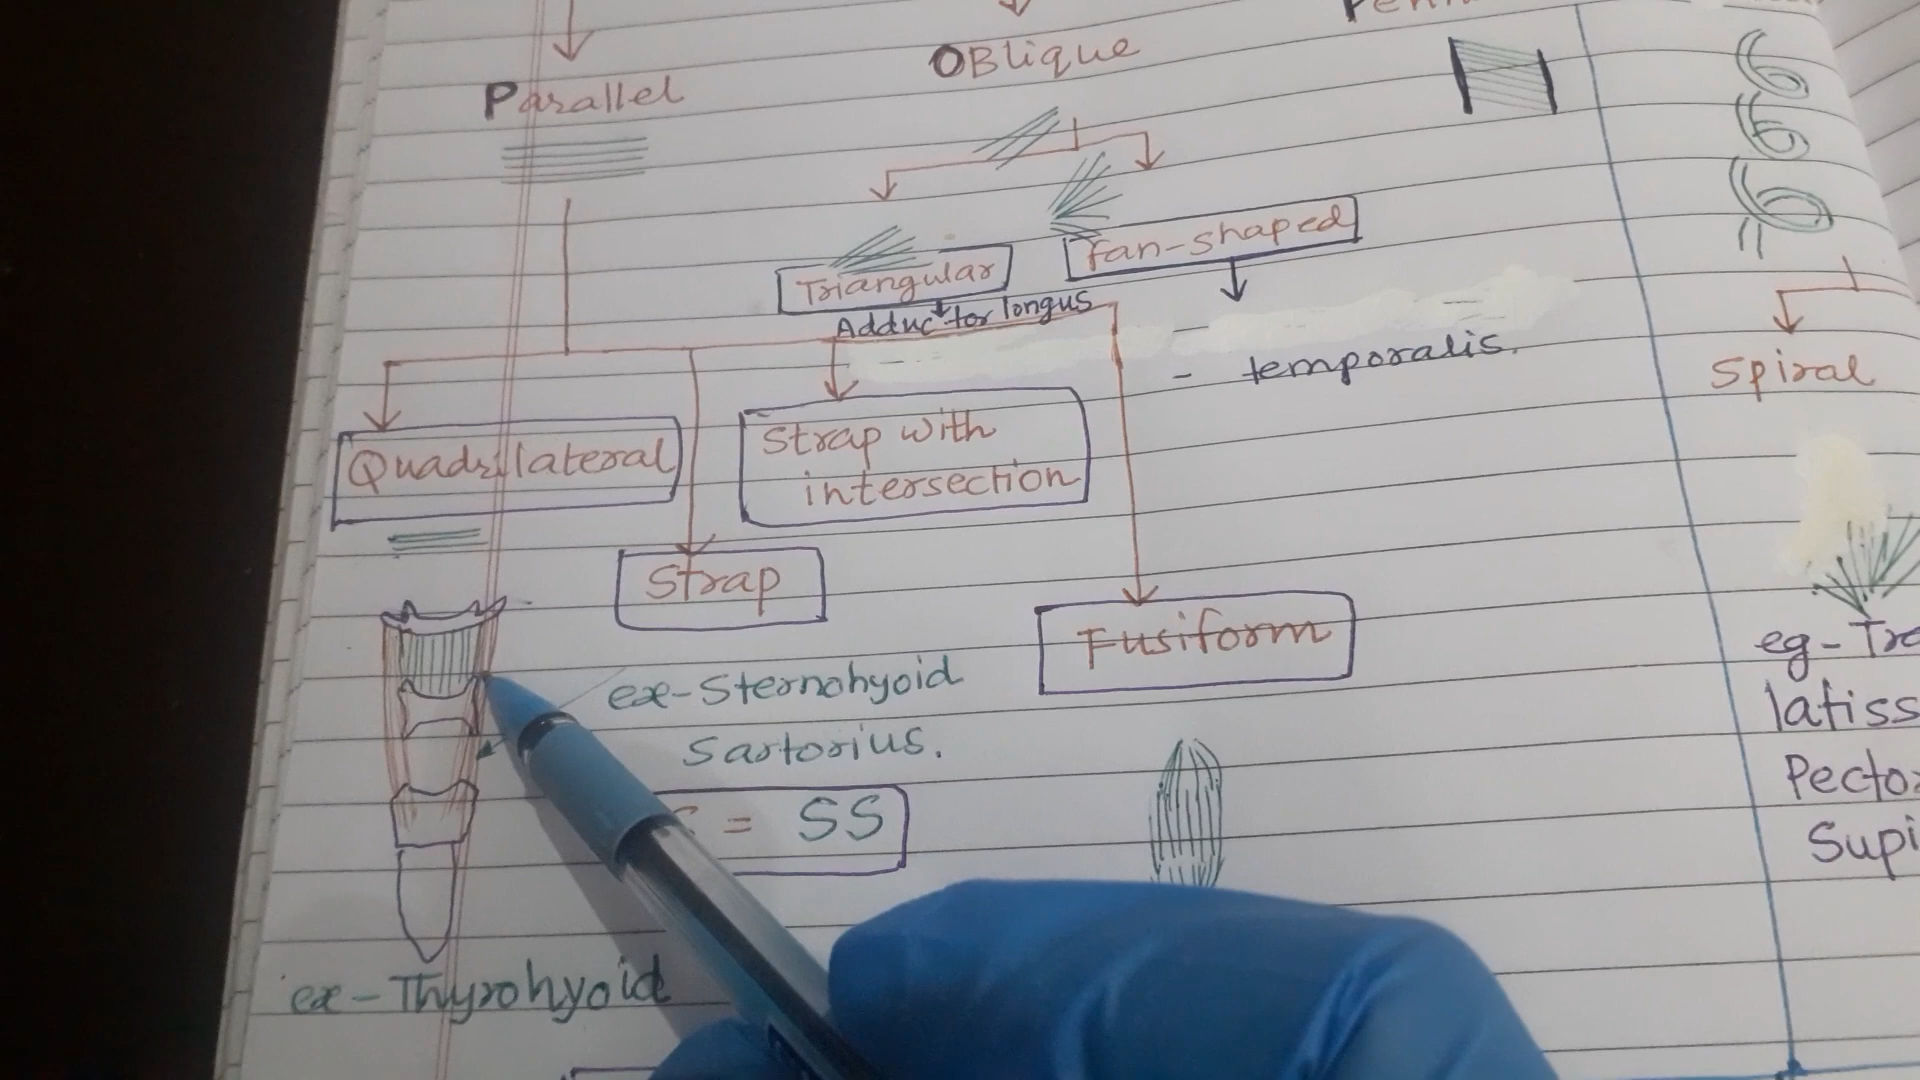 Parallel
OBlique
Triangular
fan-shaped
Adductor longus
- temporalis.
Spiral
Quadrilateral
Strap with
intersection
Strap
Fusiform
ex-Sternohyoid
Sartorius.
= SS
ex-Thyrohyoid
eg-
latiss
Pecto
Supi